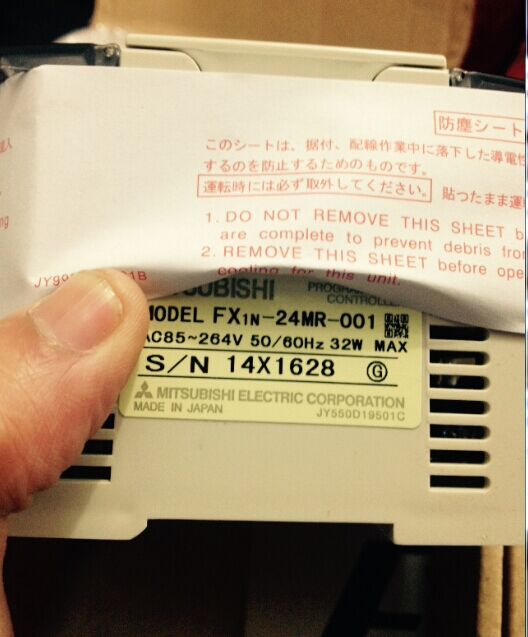 防塵シート
このシートは、据付、配線作業中に落下した導電性
するのを防止するためのものです。
運転時には必ず取外してください。 貼ったまま運
1. DO NOT REMOVE THIS SHEET b
are complete to prevent debris from
2. REMOVE THIS SHEET before ope
cooling for this unit.
1B
SUBISHI
PROGRAMMABLE
CONTROLLER
MODEL FX1N-24MR-001
AC85~264V 50/60Hz 32W MAX
S/N 14X1628 G
MITSUBISHI ELECTRIC CORPORATION
MADE IN JAPAN JY550D19501C